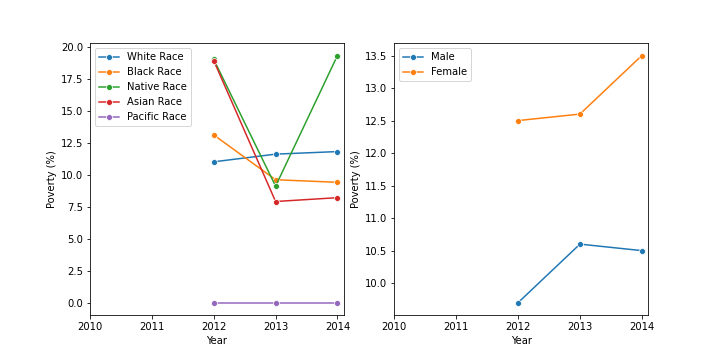 White Race
Black Race
Native Race
Asian Race
Pacific Race
20.0
17.5
15.0
12.5
10.0
7.5
5.0
2.5
0.0
Poverty (%)
2010 2011 2012 2013 2014
Year
Male
Female
13.5
13.0
12.5
12.0
11.5
11.0
10.5
10.0
Poverty (%)
2010 2011 2012 2013 2014
Year